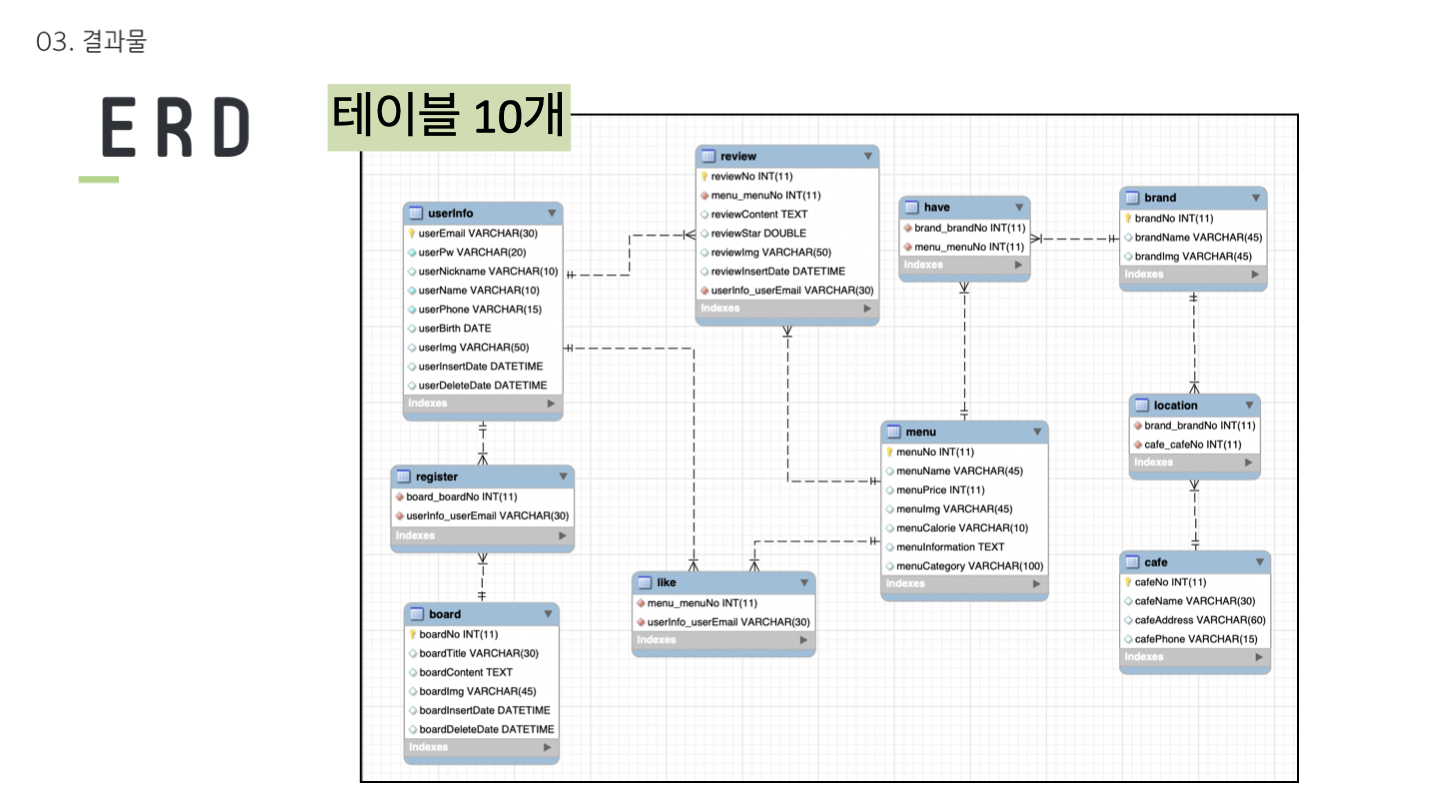 03. 결과물
ERD
테이블 10개
userInfo
userEmail VARCHAR(30)
userPw VARCHAR(20)
userNickname VARCHAR(10)
userName VARCHAR(10)
userPhone VARCHAR(15)
userBirth DATE
userImg VARCHAR(50)
userInsertDate DATETIME
userDeleteDate DATETIME
Indexes
register
board_boardNo INT(11)
userInfo_userEmail VARCHAR(30)
Indexes
board
boardNo INT(11)
boardTitle VARCHAR(30)
boardContent TEXT
boardImg VARCHAR(45)
boardInsertDate DATETIME
boardDeleteDate DATETIME
Indexes
review
reviewNo INT(11)
menu_menuNo INT(11)
reviewContent TEXT
reviewStar DOUBLE
reviewImg VARCHAR(50)
reviewInsertDate DATETIME
userInfo_userEmail VARCHAR(30)
Indexes
like
menu_menuNo INT(11)
userInfo_userEmail VARCHAR(30)
Indexes
have
brand_brandNo INT(11)
menu_menuNo INT(11)
Indexes
menu
menuNo INT(11)
menuName VARCHAR(45)
menuPrice INT(11)
menuImg VARCHAR(45)
menuCalorie VARCHAR(10)
menuInformation TEXT
menuCategory VARCHAR(100)
Indexes
brand
brandNo INT(11)
brandName VARCHAR(45)
brandImg VARCHAR(45)
Indexes
location
brand_brandNo INT(11)
cafe_cafeNo INT(11)
Indexes
cafe
cafeNo INT(11)
cafeName VARCHAR(30)
cafeAddress VARCHAR(60)
cafePhone VARCHAR(15)
Indexes